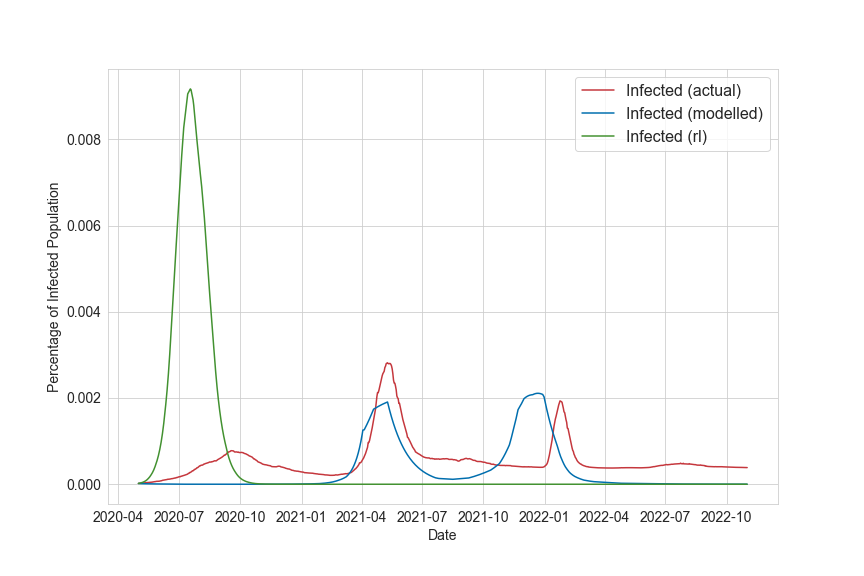 Infected (actual)
Infected (modelled)
Infected (rl)
Percentage of Infected Population
0.008
0.006
0.004
0.002
0.000
2020-04 2020-07 2020-10 2021-01 2021-04 2021-07 2021-10 2022-01 2022-04 2022-07 2022-10
Date